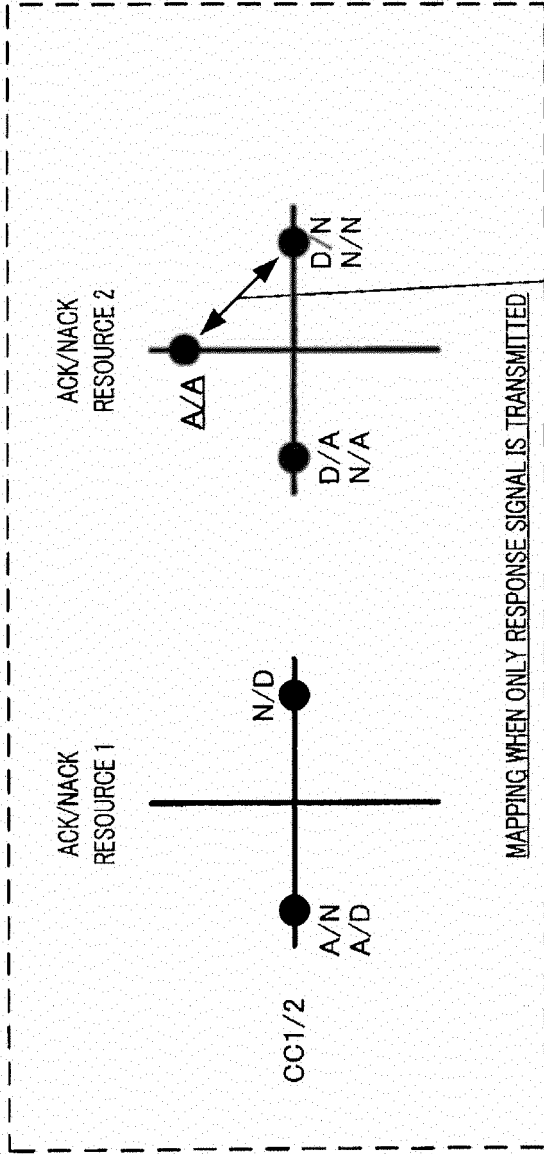 ACK/NACK
RESOURCE 1
ACK/NACK
RESOURCE 2
CC1/2
A/N
A/D
N/D
A/A
D/A
N/A
D/N
N/N
MAPPING WHEN ONLY RESPONSE SIGNAL IS TRANSMITTED